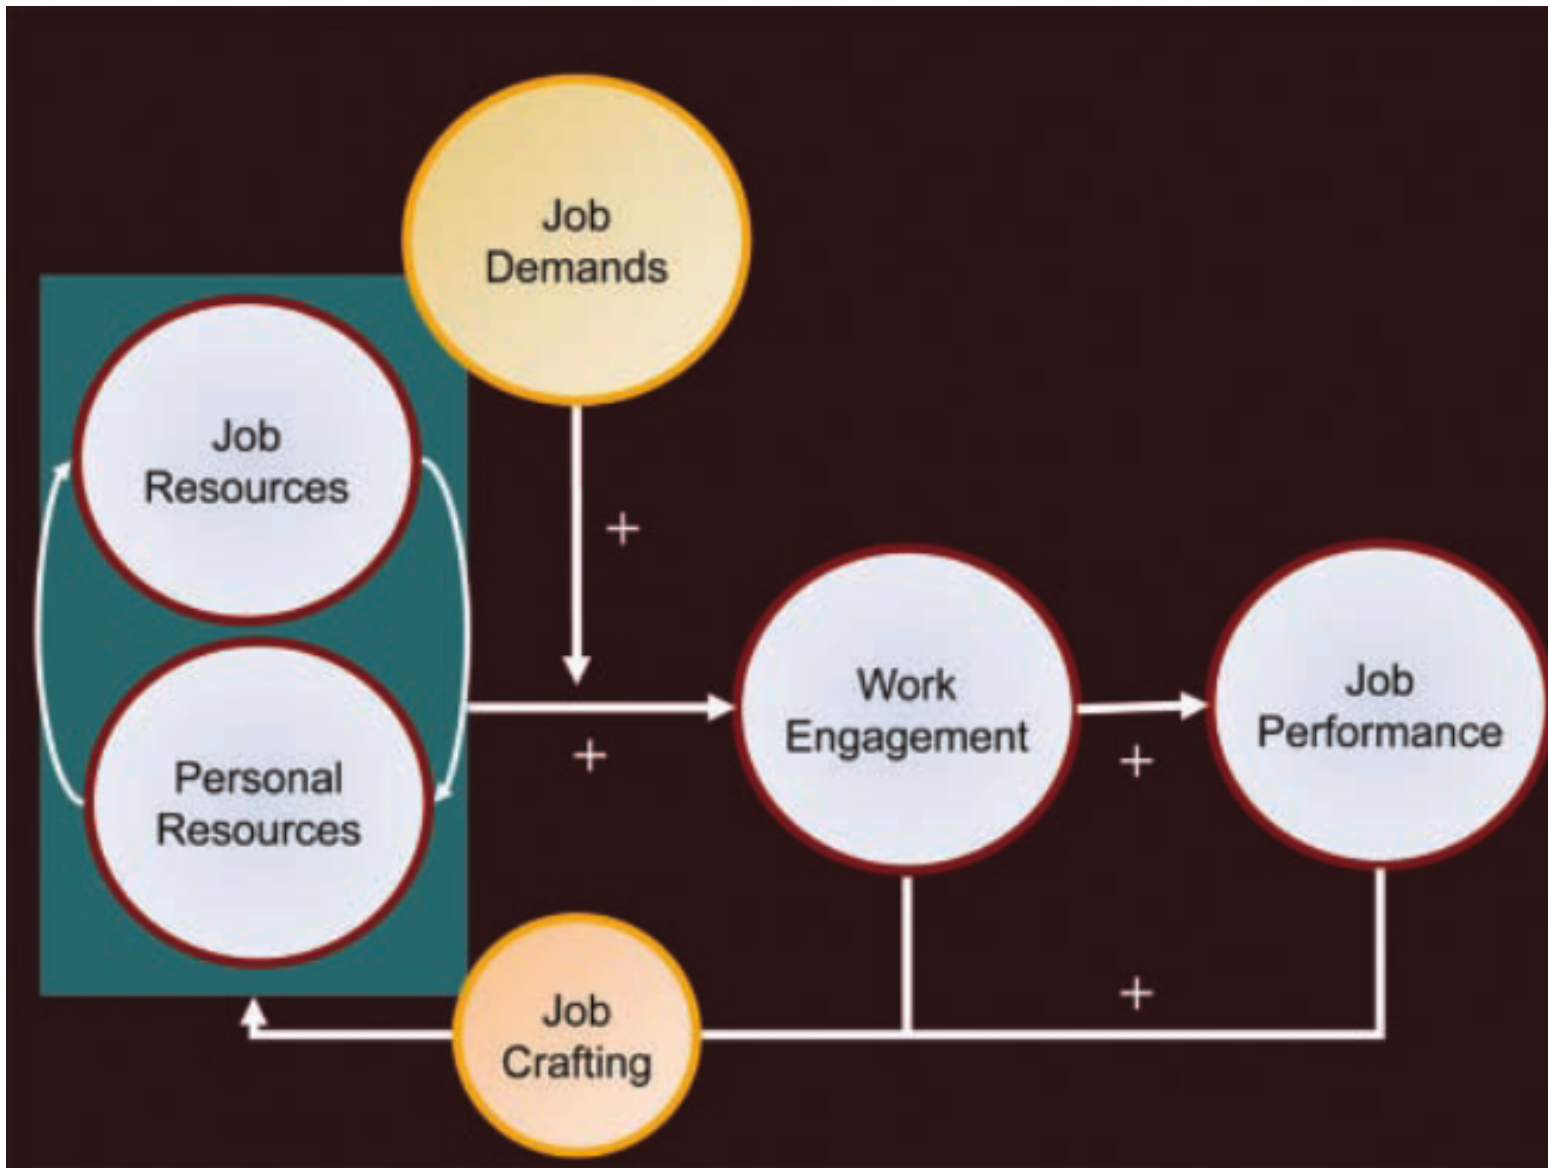 Job
Demands
Job
Resources
+
Work
Engagement
Job
Performance
+
+
Personal
Resources
+
Job
Crafting